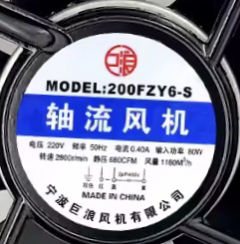 巨浪
MODEL:200FZY6-S
轴流风机
电压 220V 频率 50Hz 电流 0.40A 输入功率 80W
转速 2800r/min 静压 680CFM 风量 1180M³/h
MADE IN CHINA
宁波巨浪风机有限公司